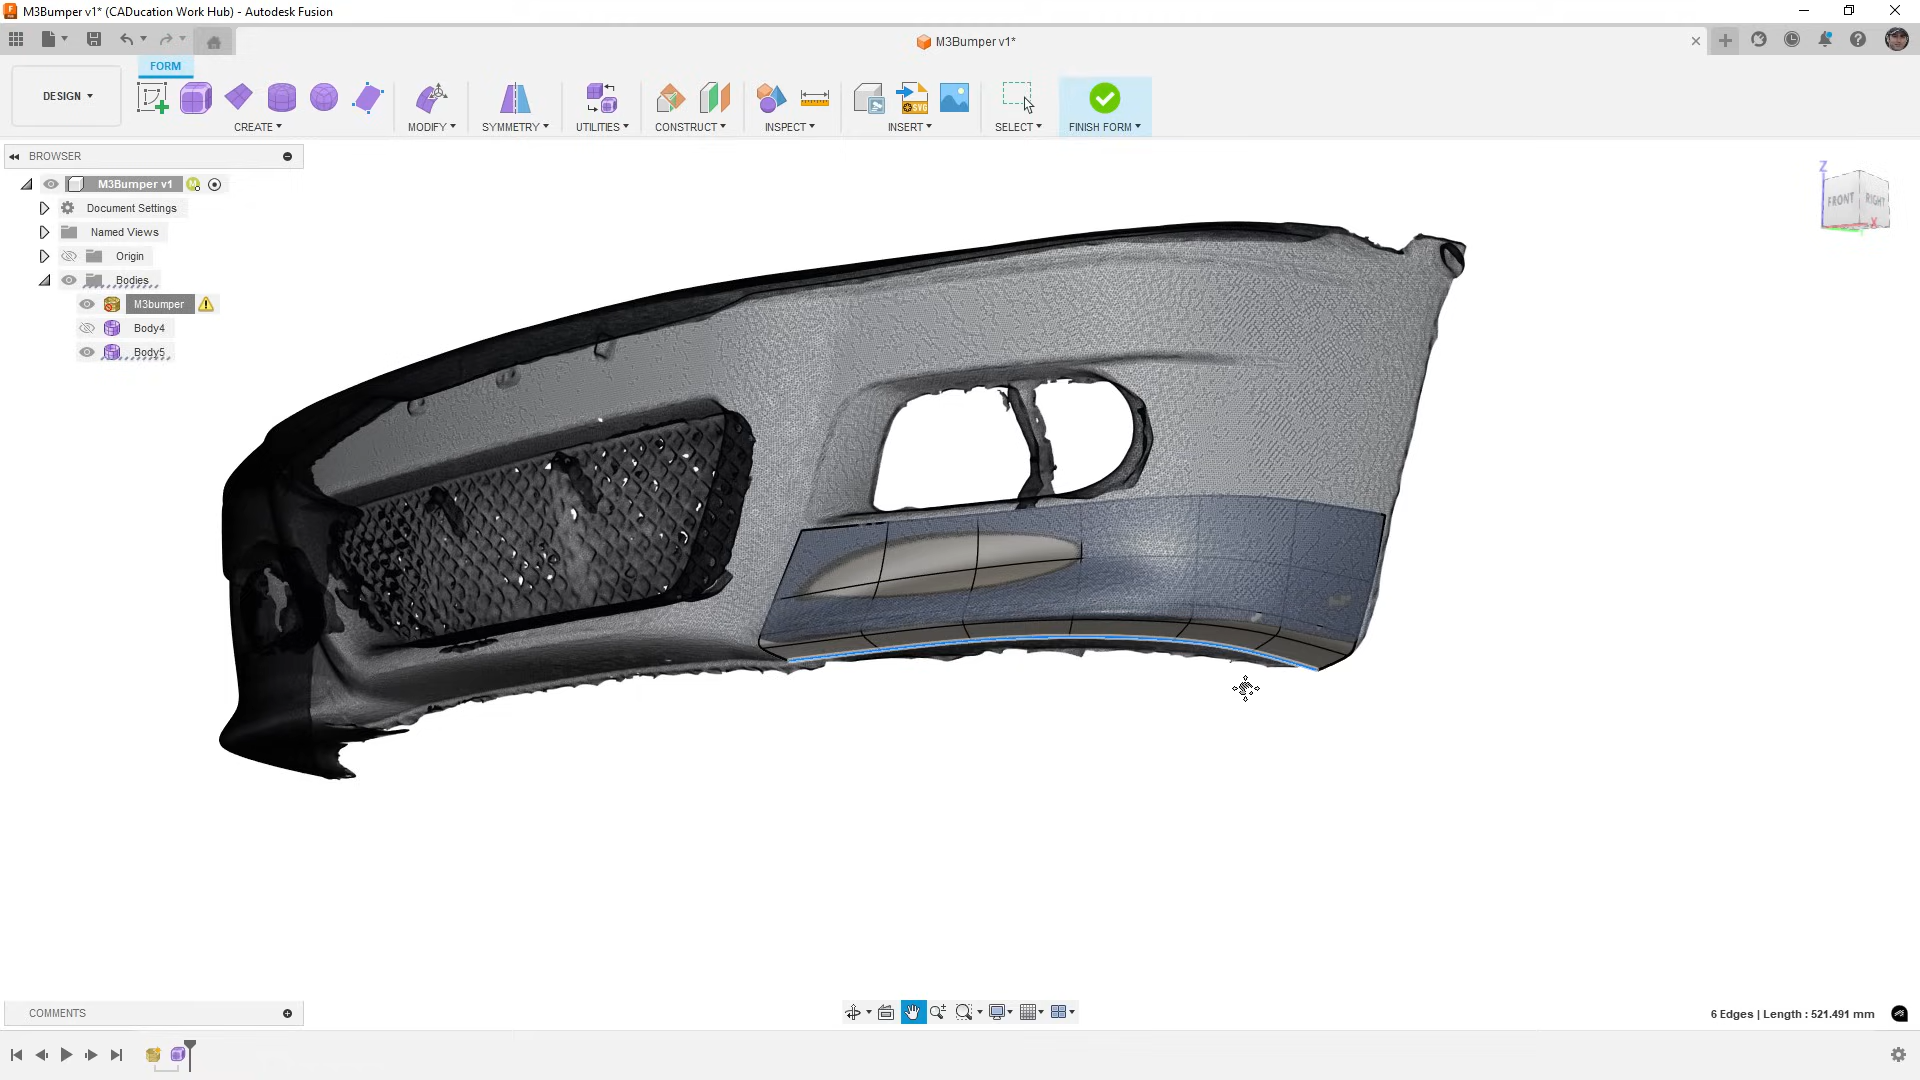 M3Bumper v1* (CADucation Work Hub) - Autodesk Fusion
M3Bumper v1*
FORM
DESIGN
CREATE
MODIFY
SYMMETRY
UTILITIES
CONSTRUCT
INSPECT
INSERT
SELECT
FINISH FORM
SVG
BROWSER
M3Bumper v1
Document Settings
Named Views
Origin
Bodies
M3bumper
Body4
Body5
Z
FRONT
RIGHT
X
COMMENTS
6 Edges | Length : 521.491 mm